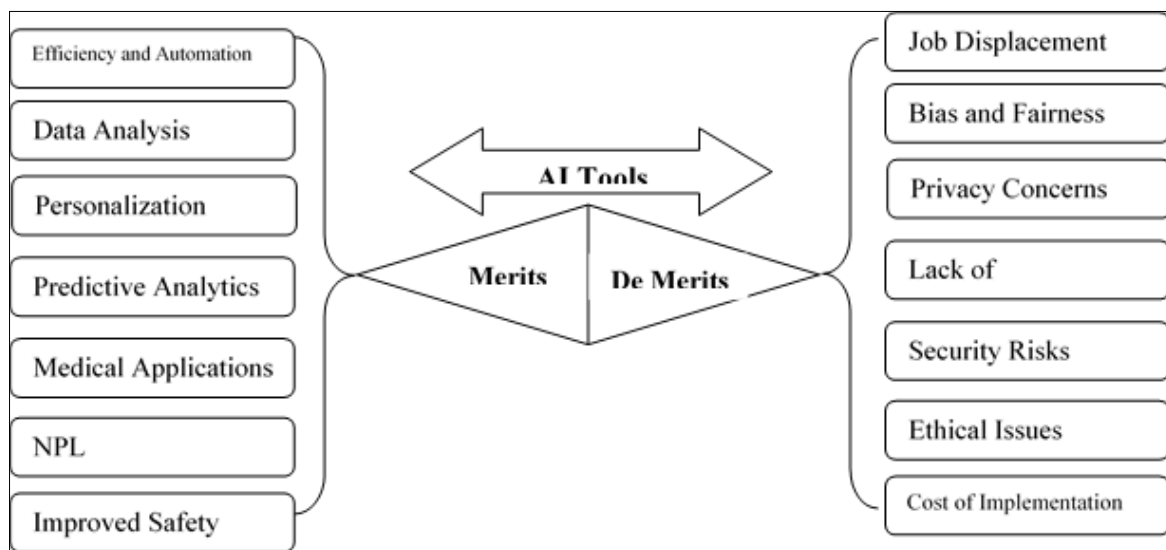 Efficiency and Automation
Data Analysis
Personalization
Predictive Analytics
Medical Applications
NPL
Improved Safety
AI Tools
Merits
De Merits
Job Displacement
Bias and Fairness
Privacy Concerns
Lack of
Security Risks
Ethical Issues
Cost of Implementation